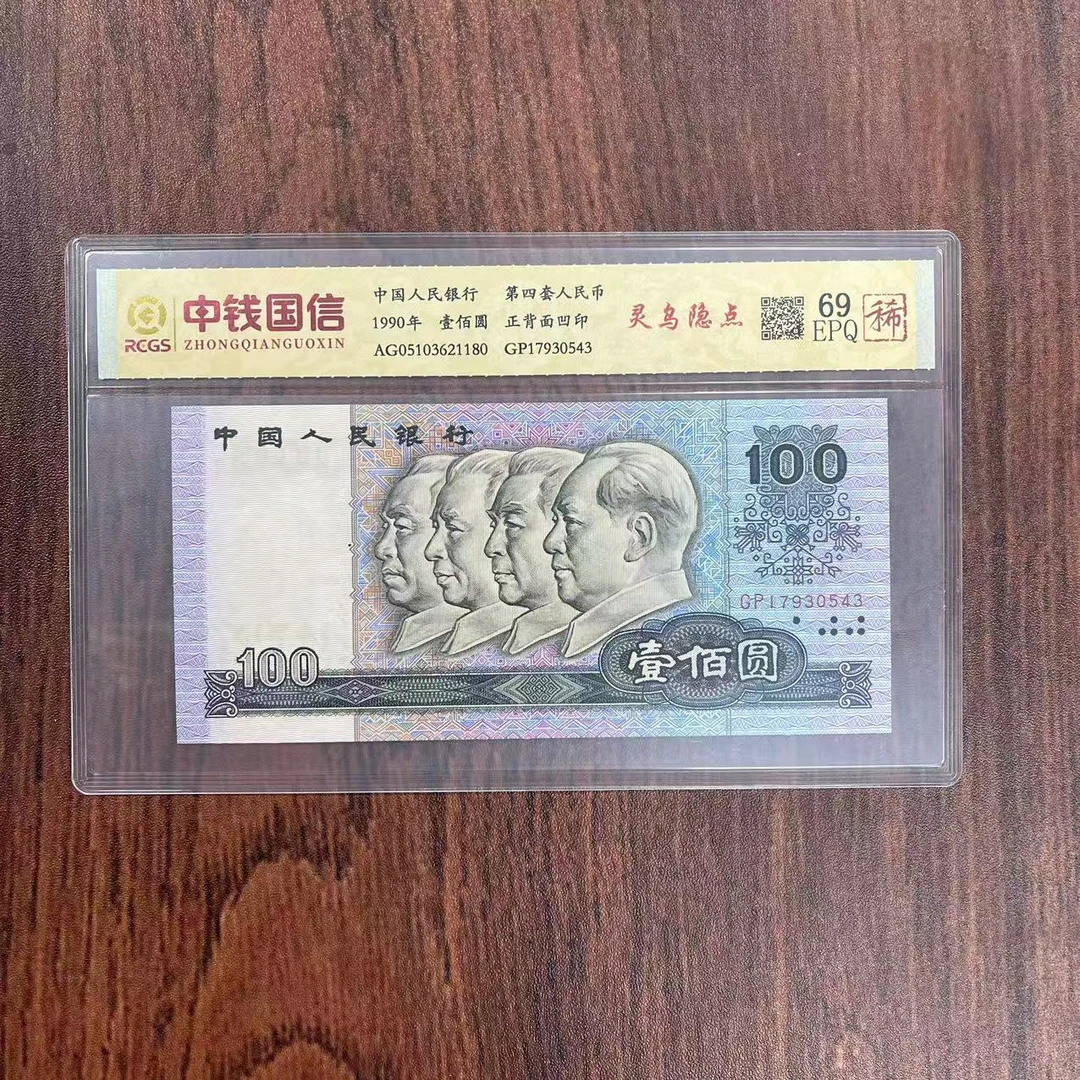 中钱国信
RCGS ZHONGQIANGUOXIN
中国人民银行 第四套人民币
1990年 壹佰圆 正背面凹印
AG05103621180 GP17930543
灵鸟隐点
69
EPQ
稀
中国人民银行
100
GP17930543
100
壹佰圆